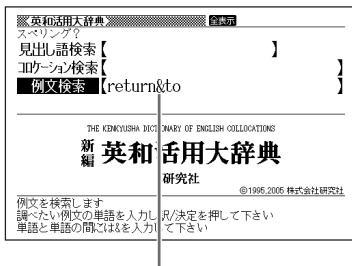 英和活用大辞典 全表示
スペリング?
見出し語検索【 】
コロケーション検索【 】
例文検索【return&to 】
THE KENKYUSHA DICTIONARY OF ENGLISH COLLOCATIONS
新編 英和活用大辞典
研究社
©1995,2005 株式会社研究社
例文を検索します
調べたい例文の単語を入力し訳/決定を押して下さい
単語と単語の間には&を入力して下さい